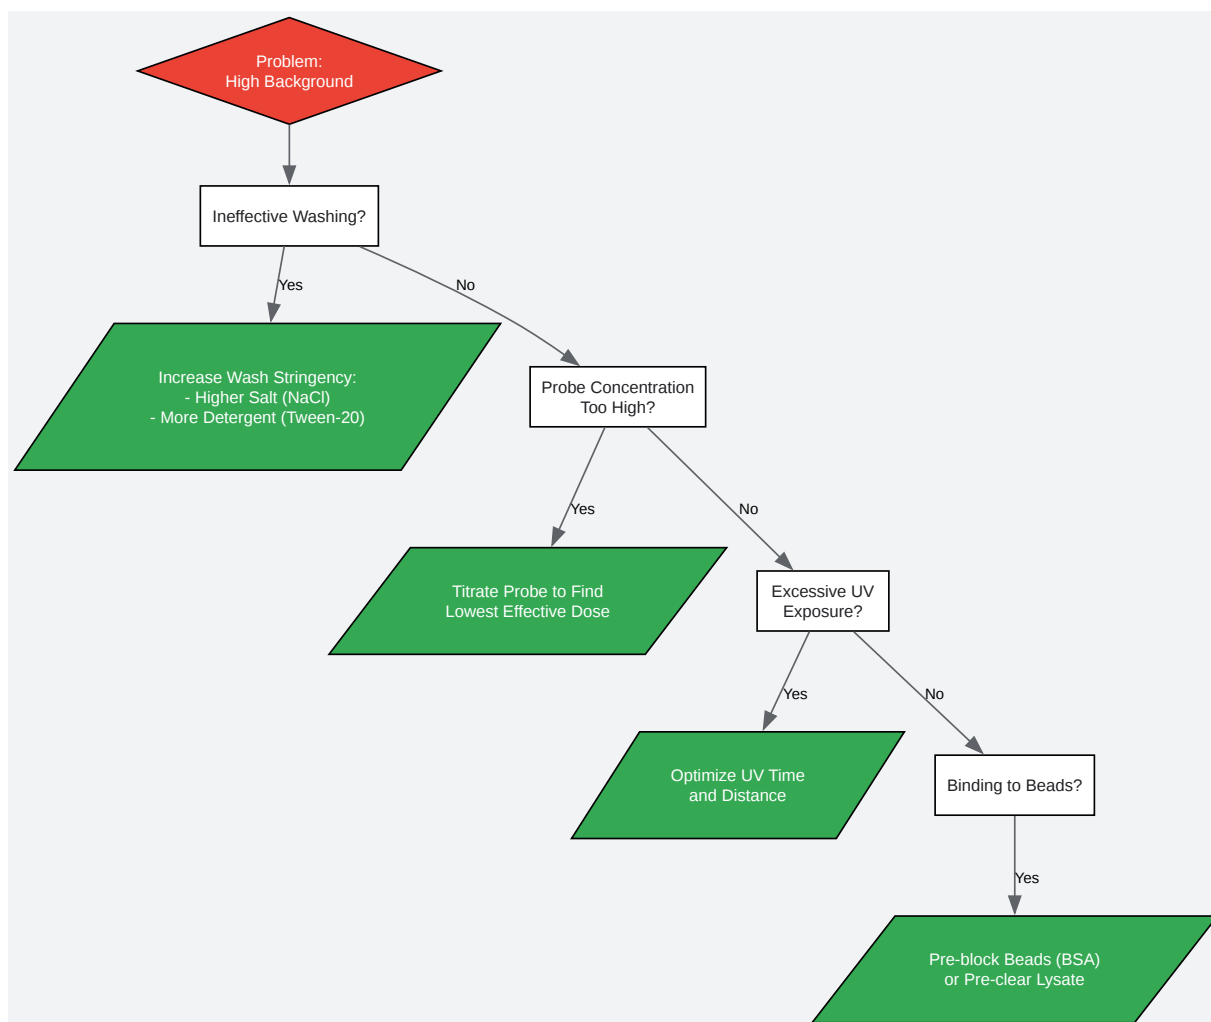 Problem:
High Background
Ineffective Washing?
Yes
No
Increase Wash Stringency:
- Higher Salt (NaCl)
- More Detergent (Tween-20)
Probe Concentration
Too High?
Yes
No
Titrate Probe to Find
Lowest Effective Dose
Excessive UV
Exposure?
Yes
No
Optimize UV Time
and Distance
Binding to Beads?
Yes
Pre-block Beads (BSA)
or Pre-clear Lysate